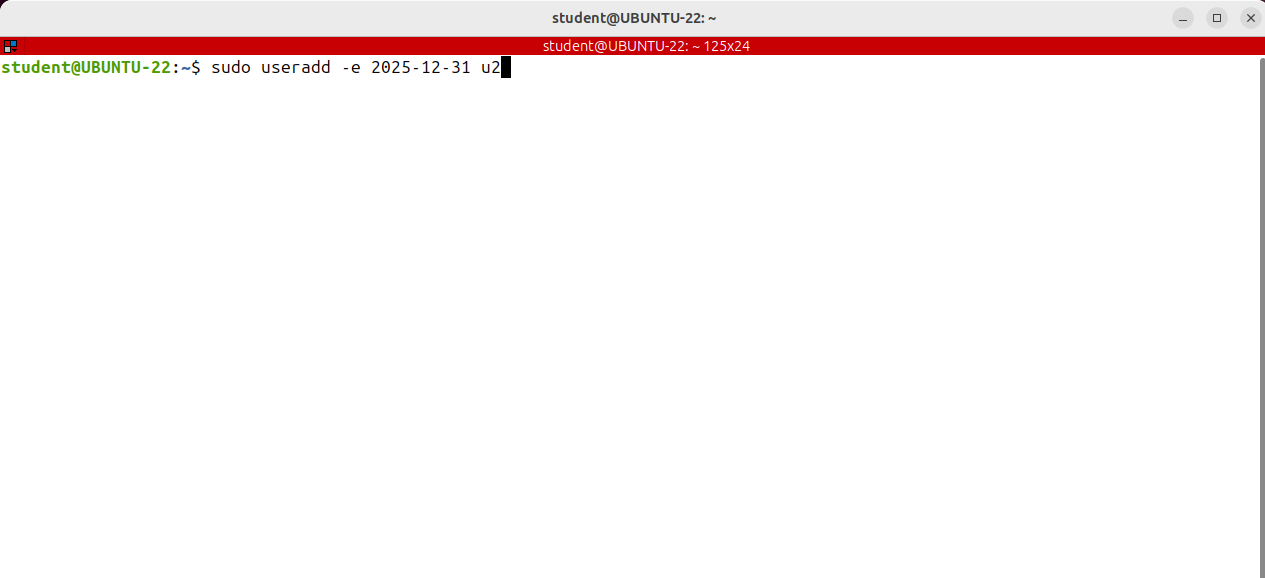 student@UBUNTU-22: ~
student@UBUNTU-22: ~ 125x24
student@UBUNTU-22:~$ sudo useradd -e 2025-12-31 u2